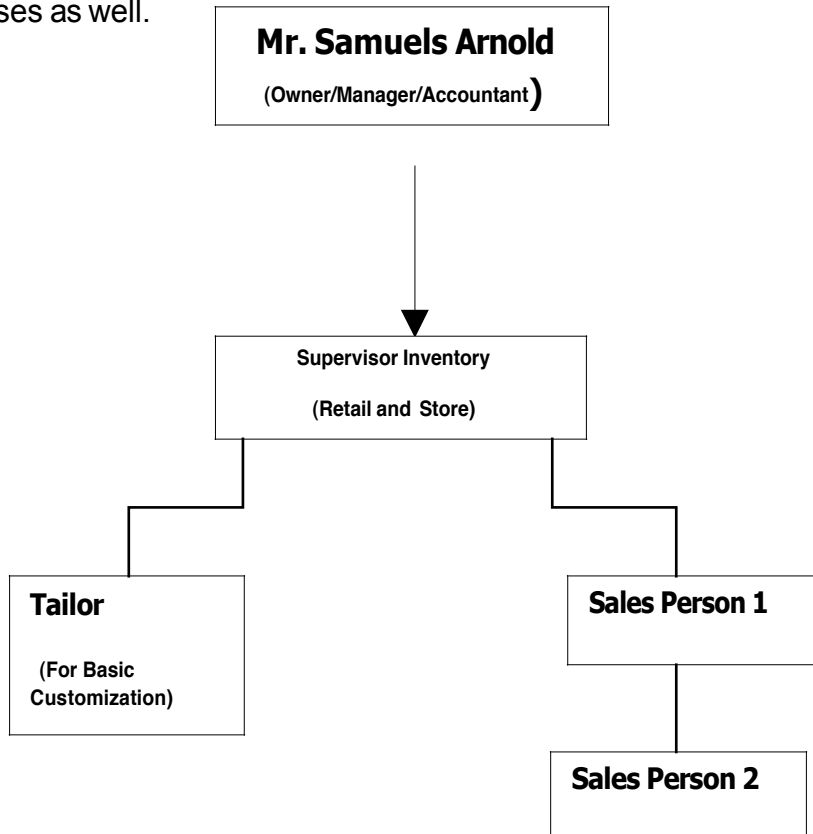 ses as well.
Mr. Samuels Arnold
(Owner/Manager/Accountant)
Supervisor Inventory
(Retail and Store)
Tailor
(For Basic
Customization)
Sales Person 1
Sales Person 2